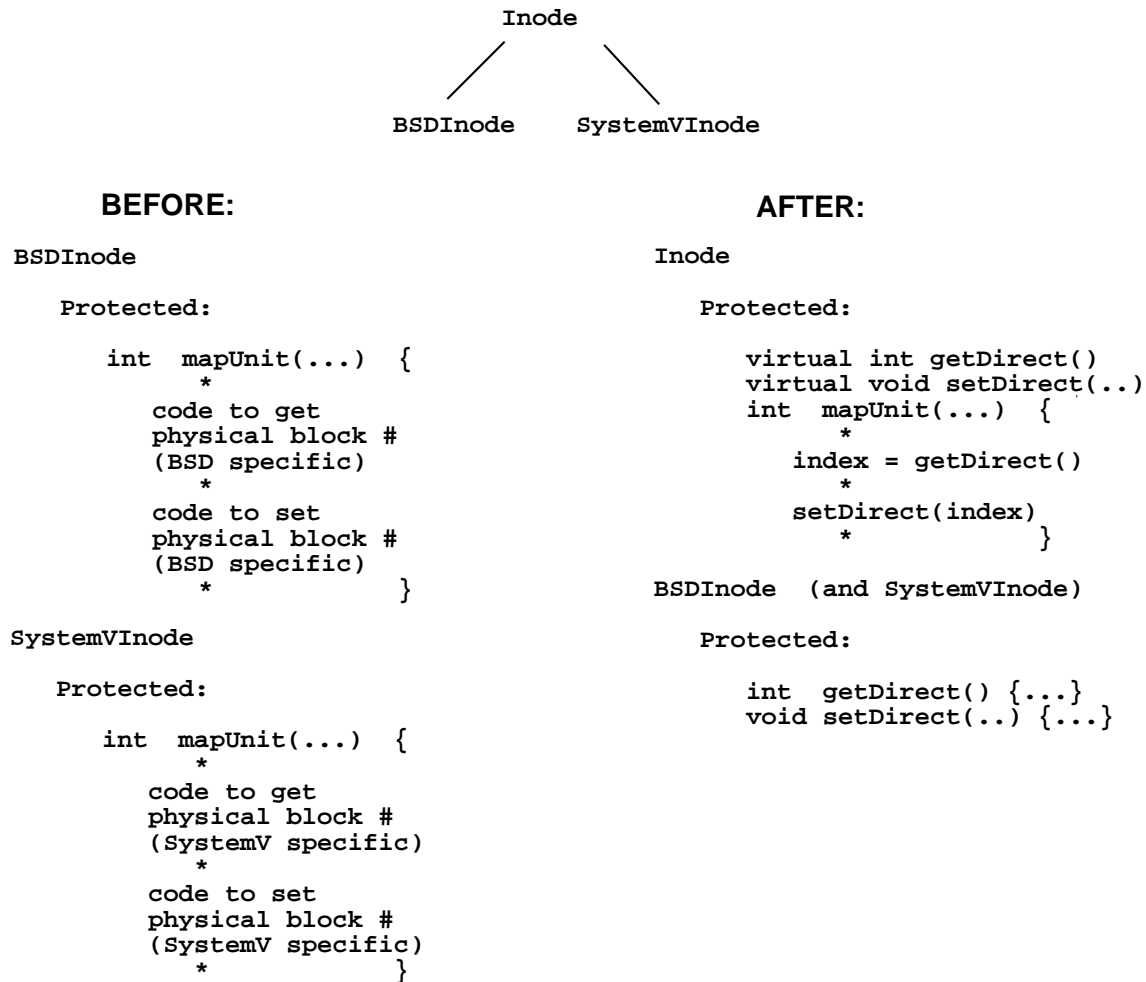 Inode
BSDInode SystemVInode
BEFORE:
BSDInode
Protected:
int mapUnit(...) {
*
code to get
physical block #
(BSD specific)
*
code to set
physical block #
(BSD specific)
* }
SystemVInode
Protected:
int mapUnit(...) {
*
code to get
physical block #
(SystemV specific)
*
code to set
physical block #
(SystemV specific)
* }
AFTER:
Inode
Protected:
virtual int getDirect()
virtual void setDirect(..)
int mapUnit(...) {
*
index = getDirect()
*
setDirect(index)
* }
BSDInode (and SystemVInode)
Protected:
int getDirect() {...}
void setDirect(..) {...}